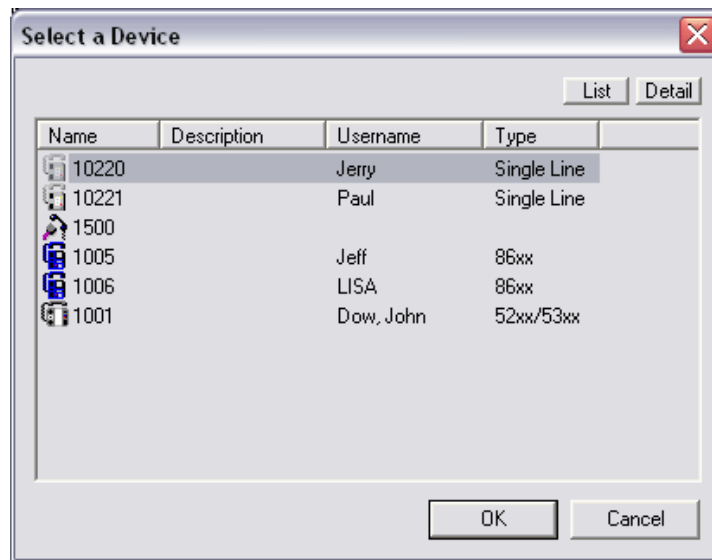 Select a Device
List Detail
Name Description Username Type
10220 Jerry Single Line
10221 Paul Single Line
1500
1005 Jeff 86xx
1006 LISA 86xx
1001 Dow, John 52xx/53xx
OK Cancel